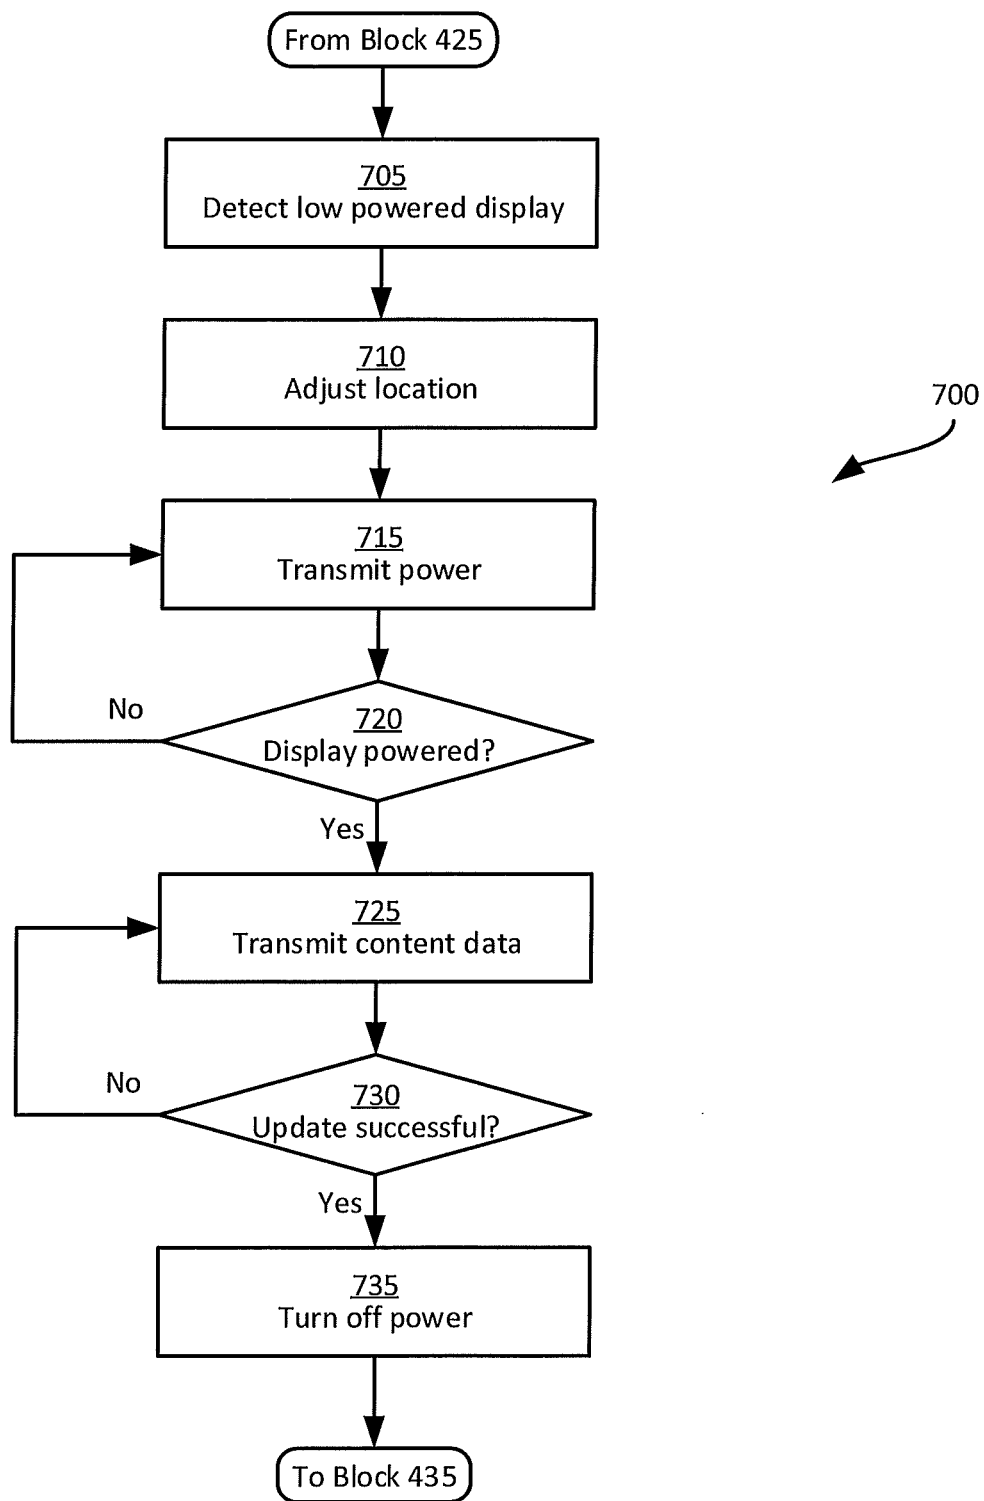 From Block 425
705
Detect low powered display
710
Adjust location
700
715
Transmit power
No
720
Display powered?
Yes
725
Transmit content data
No
730
Update successful?
Yes
735
Turn off power
To Block 435